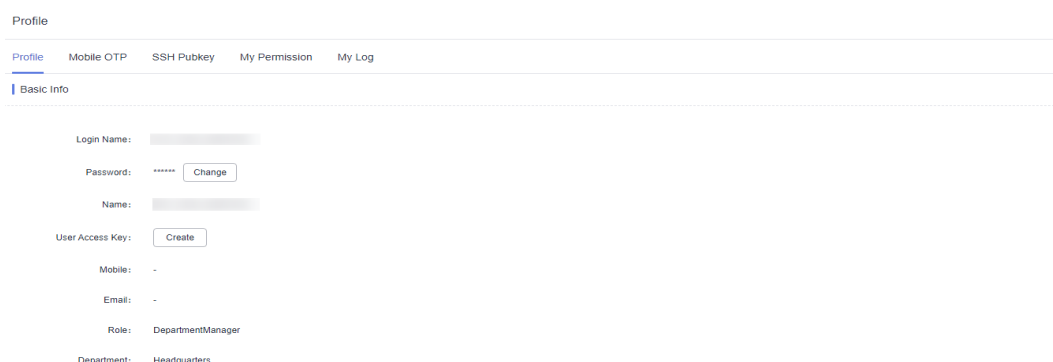 Profile
Profile Mobile OTP SSH Pubkey My Permission My Log
Basic Info
Login Name:
Password: ****** Change
Name:
User Access Key: Create
Mobile: -
Email: -
Role: DepartmentManager
Department: Headquarters